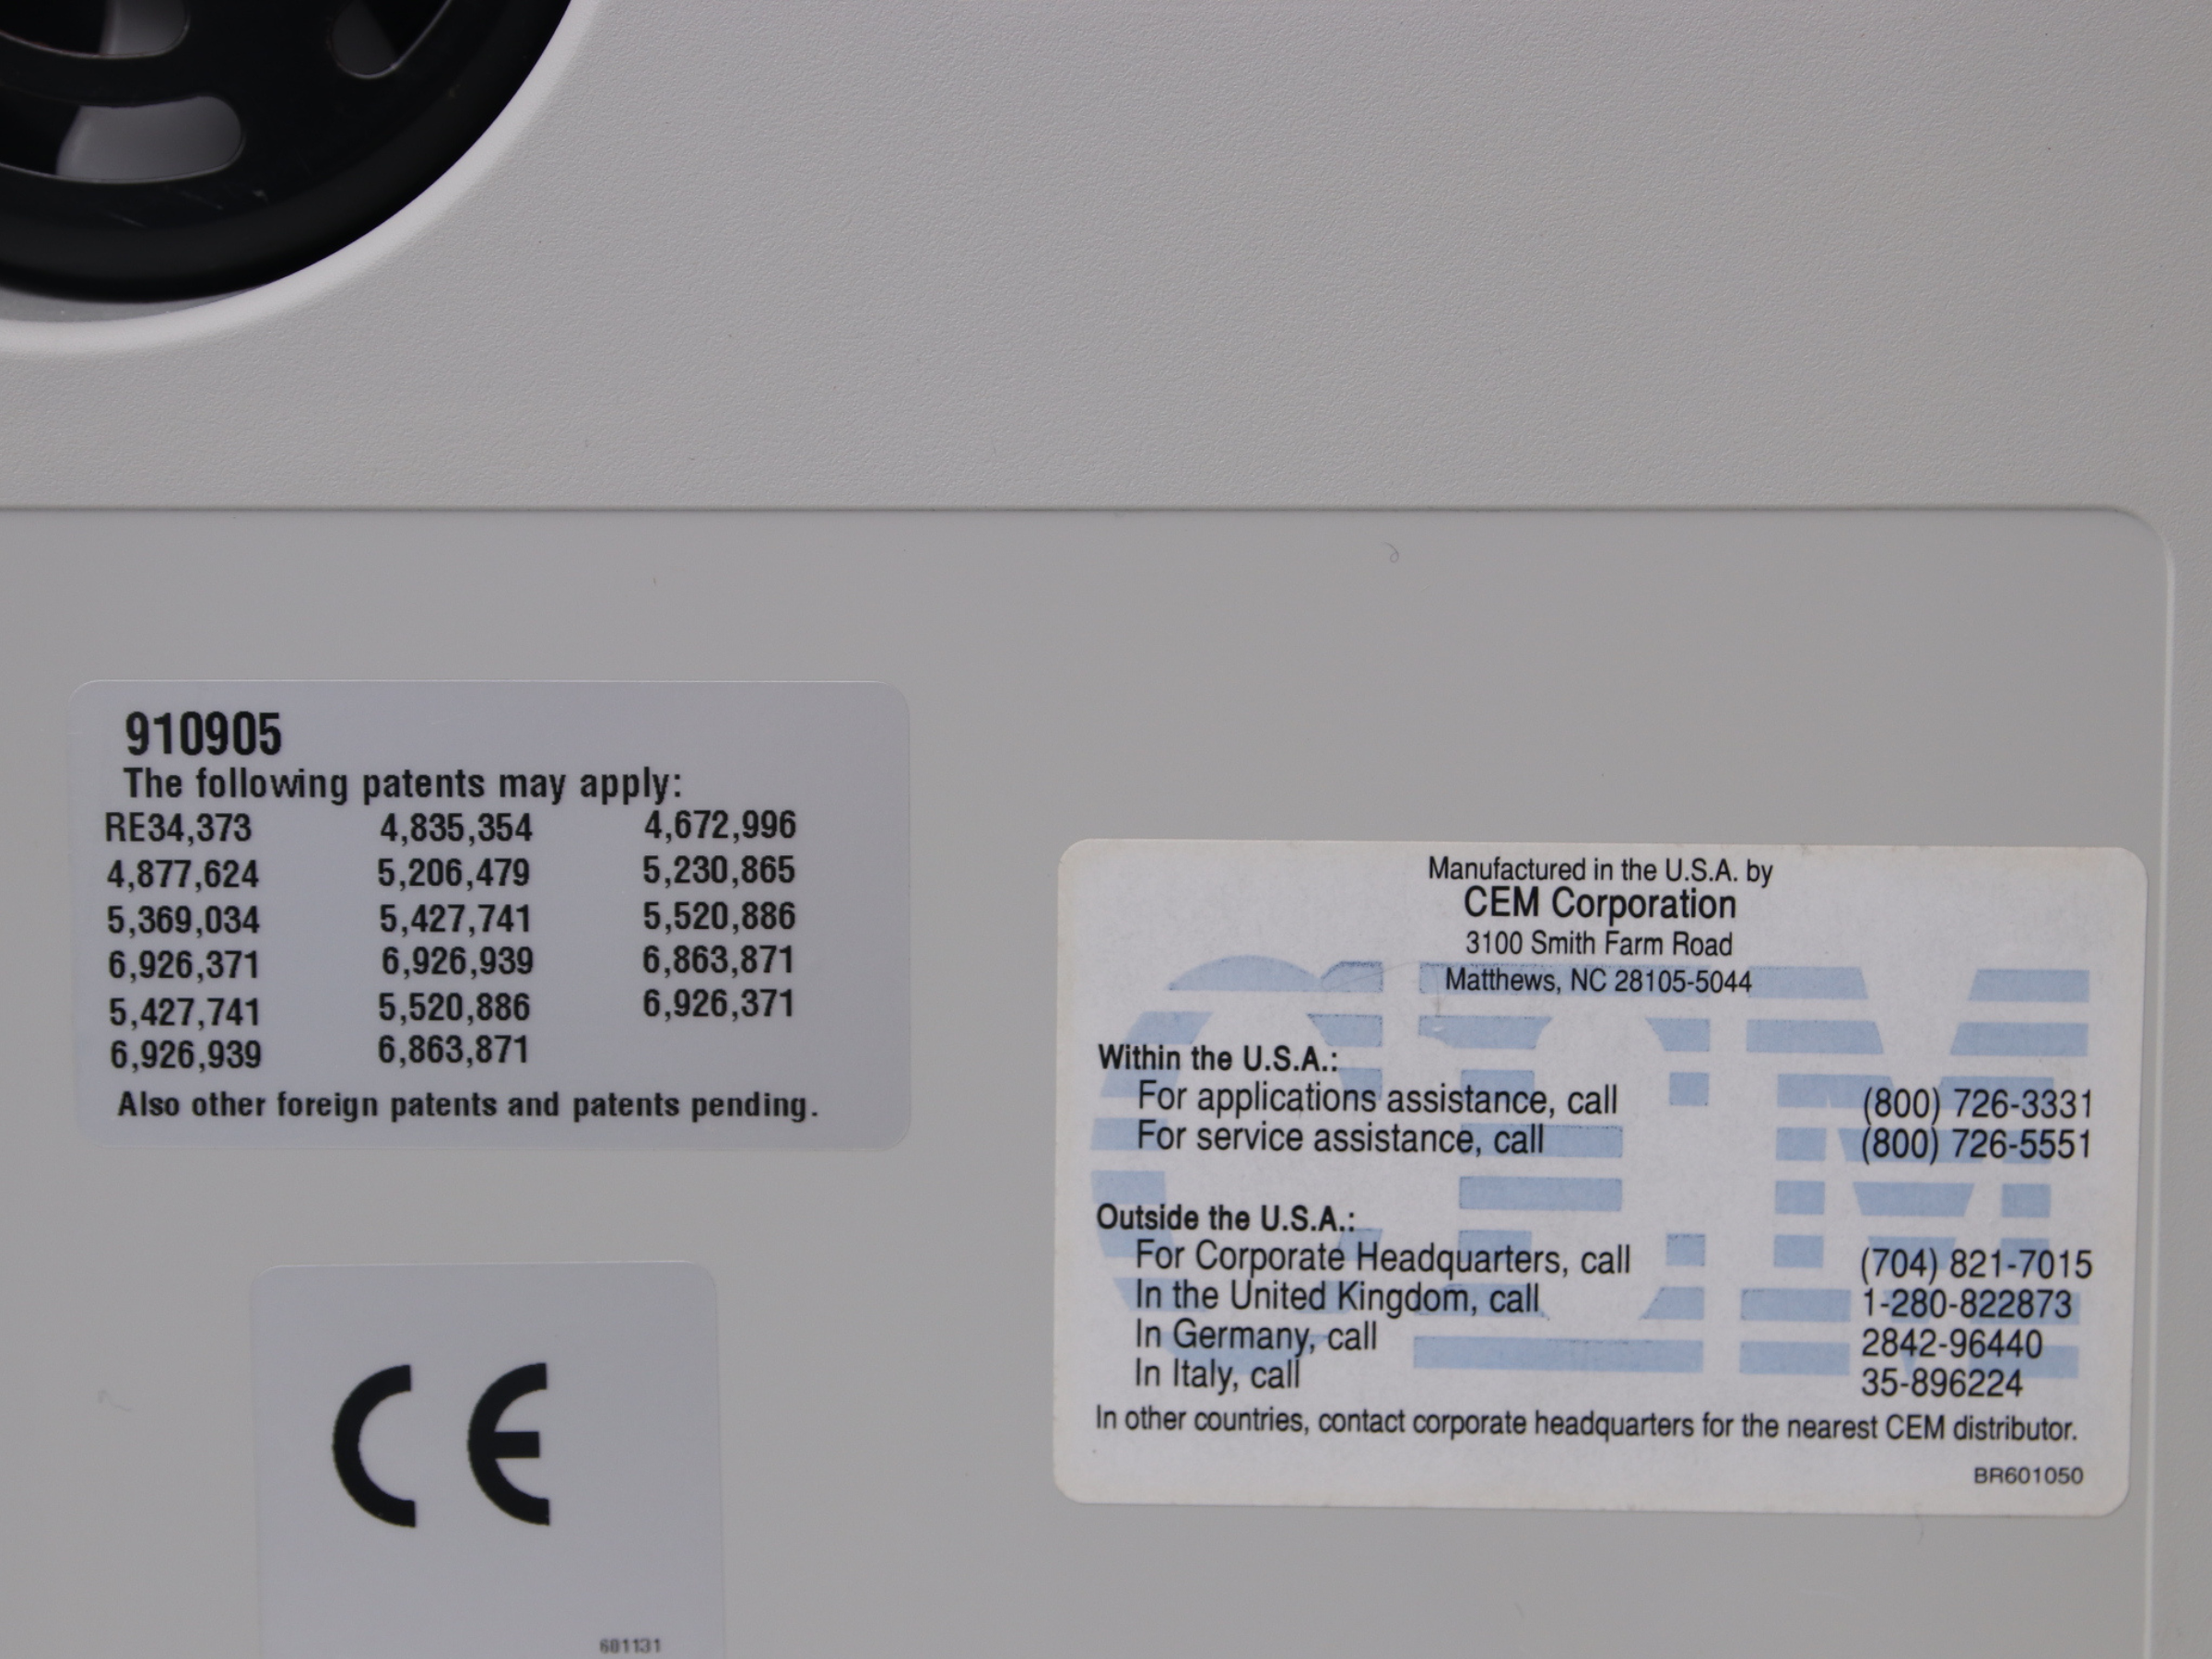 910905
The following patents may apply:
RE34,373 4,835,354 4,672,996
4,877,624 5,206,479 5,230,865
5,369,034 5,427,741 5,520,886
6,926,371 6,926,939 6,863,871
5,427,741 5,520,886 6,926,371
6,926,939 6,863,871
Also other foreign patents and patents pending.
CE
601131
Manufactured in the U.S.A. by
CEM Corporation
3100 Smith Farm Road
Matthews, NC 28105-5044
CEM
Within the U.S.A.:
For applications assistance, call (800) 726-3331
For service assistance, call (800) 726-5551
Outside the U.S.A.:
For Corporate Headquarters, call (704) 821-7015
In the United Kingdom, call 1-280-822873
In Germany, call 2842-96440
In Italy, call 35-896224
In other countries, contact corporate headquarters for the nearest CEM distributor.
BR601050